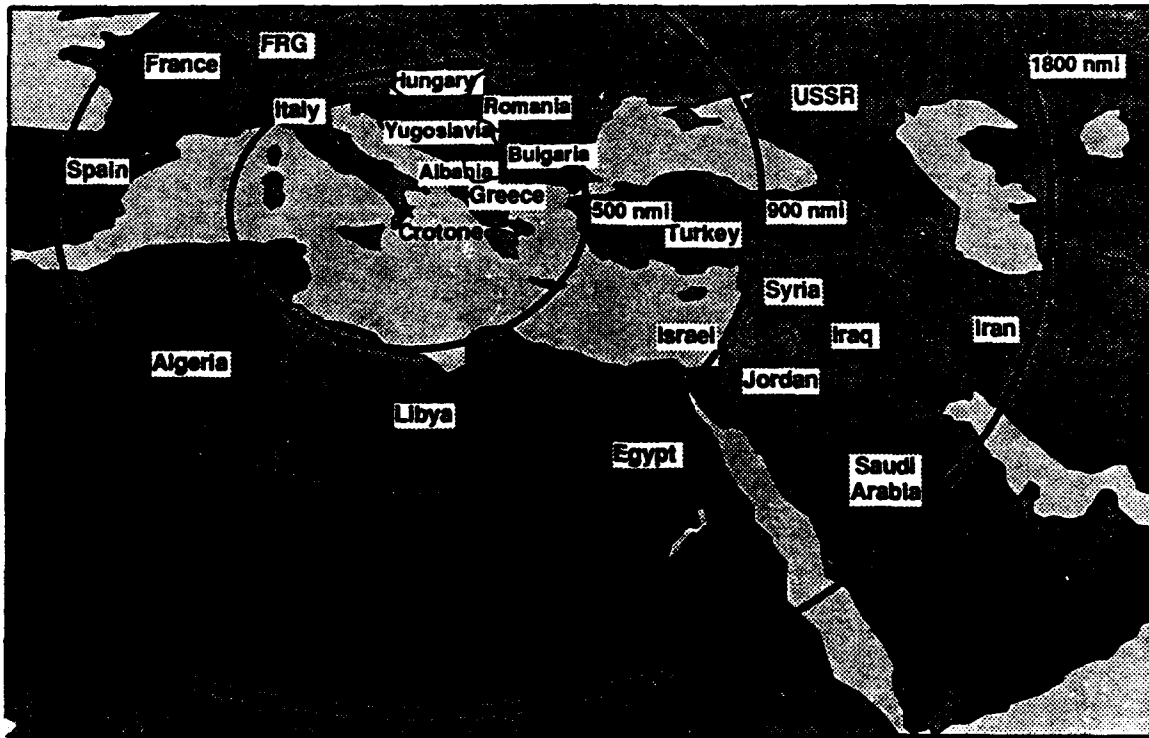 FRG
France
1800 nmi
Hungary
USSR
Italy
Romania
Yugoslavia
Bulgaria
Spain
Albania
Greece
500 nmi
900 nmi
Crotone
Turkey
Syria
Israel
Iraq
Iran
Algeria
Jordan
Libya
Egypt
Saudi
Arabia